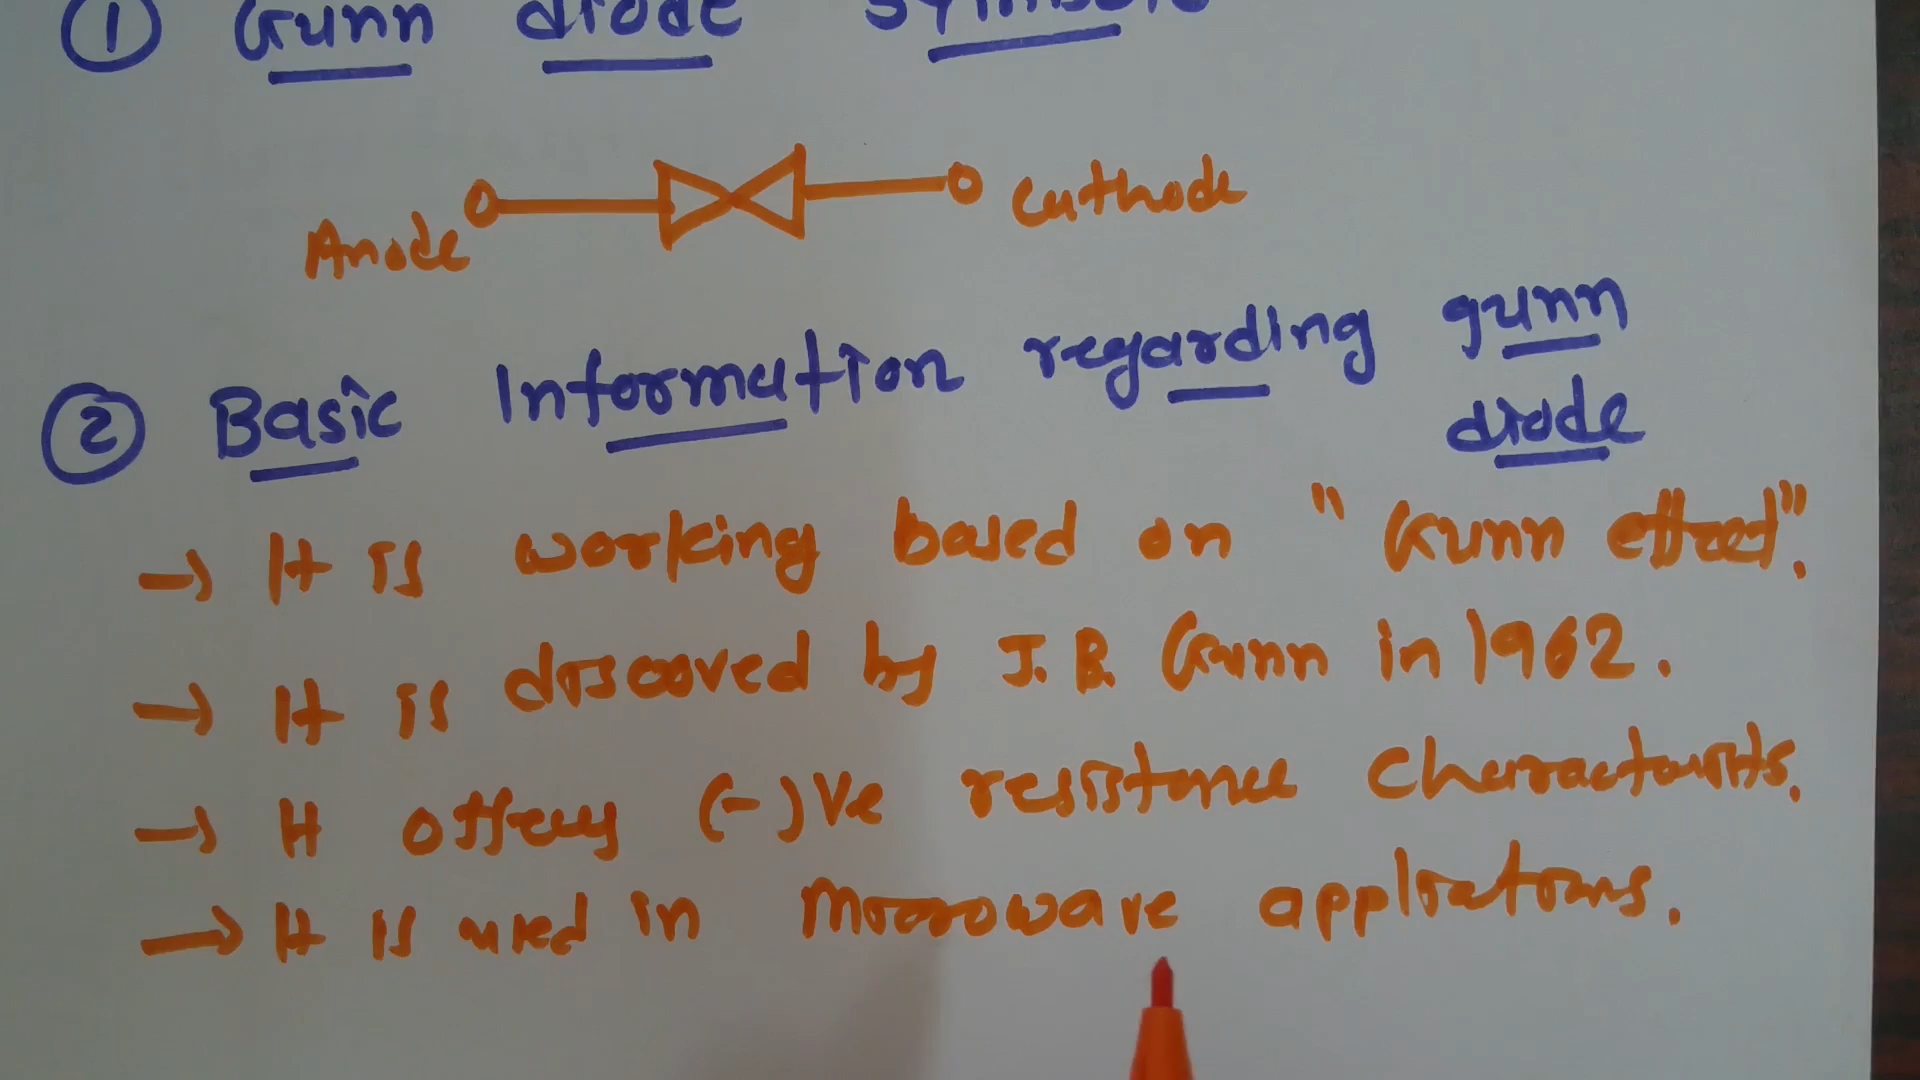 ① Gunn diode symbols
Anode
Cathode
② Basic Information regarding gunn
diode
→ It is working based on "Gunn effect".
→ It is discovered by J. B. Gunn in 1962.
→ It offers (-)ve resistance characteristics.
→ It is used in Microwave applications.